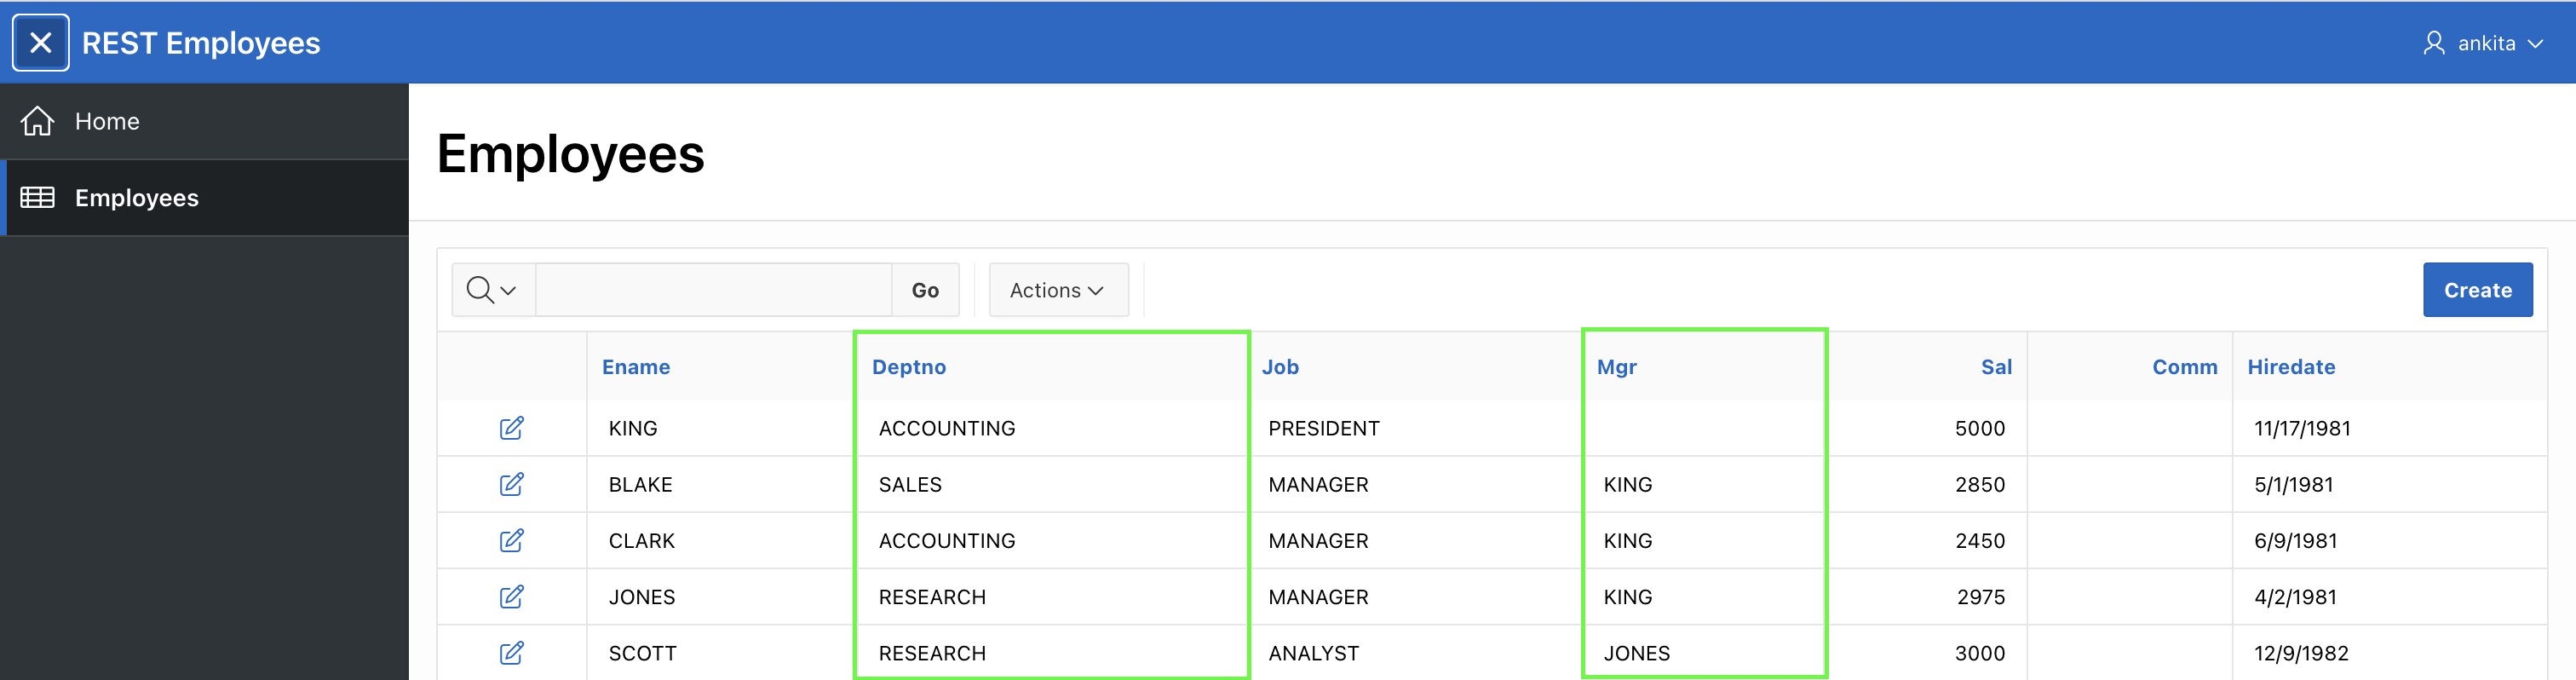 REST Employees
ankita
Home
Employees
Employees
Go Actions Create
Ename Deptno Job Mgr Sal Comm Hiredate
KING ACCOUNTING PRESIDENT 5000 11/17/1981
BLAKE SALES MANAGER KING 2850 5/1/1981
CLARK ACCOUNTING MANAGER KING 2450 6/9/1981
JONES RESEARCH MANAGER KING 2975 4/2/1981
SCOTT RESEARCH ANALYST JONES 3000 12/9/1982